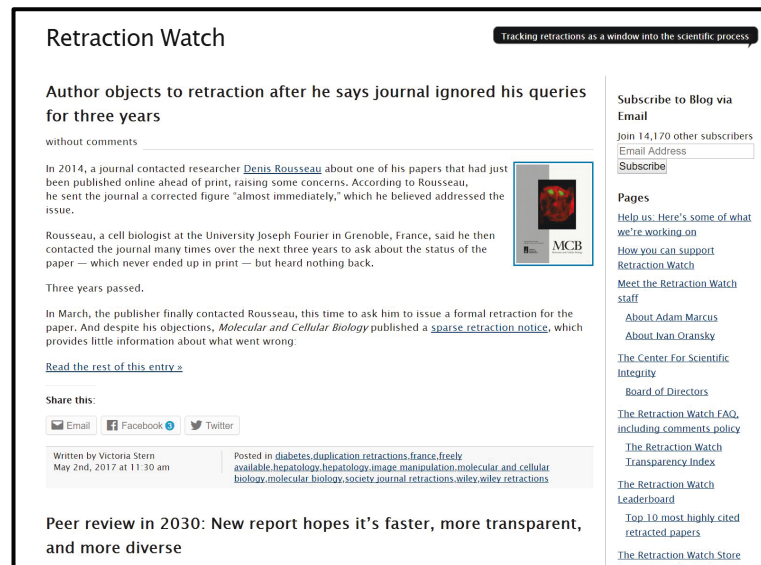 Retraction Watch
Tracking retractions as a window into the scientific process
Author objects to retraction after he says journal ignored his queries
for three years
without comments
In 2014, a journal contacted researcher Denis Rousseau about one of his papers that had just
been published online ahead of print, raising some concerns. According to Rousseau,
he sent the journal a corrected figure “almost immediately,” which he believed addressed the
issue.
MCB
Rousseau, a cell biologist at the University Joseph Fourier in Grenoble, France, said he then
contacted the journal many times over the next three years to ask about the status of the
paper — which never ended up in print — but heard nothing back.
Three years passed.
In March, the publisher finally contacted Rousseau, this time to ask him to issue a formal retraction for the
paper. And despite his objections, Molecular and Cellular Biology published a sparse retraction notice, which
provides little information about what went wrong:
Read the rest of this entry »
Share this:
Email
Facebook 3
Twitter
Written by Victoria Stern
May 2nd, 2017 at 11:30 am
Posted in diabetes,duplication retractions,france,freely
available,hepatology,hepatology,image manipulation,molecular and cellular
biology,molecular biology,society journal retractions,wiley,wiley retractions
Peer review in 2030: New report hopes it’s faster, more transparent,
and more diverse
Subscribe to Blog via
Email
Join 14,170 other subscribers
Email Address
Subscribe
Pages
Help us: Here’s some of what
we’re working on
How you can support
Retraction Watch
Meet the Retraction Watch
staff
About Adam Marcus
About Ivan Oransky
The Center For Scientific
Integrity
Board of Directors
The Retraction Watch FAQ,
including comments policy
The Retraction Watch
Transparency Index
The Retraction Watch
Leaderboard
Top 10 most highly cited
retracted papers
The Retraction Watch Store